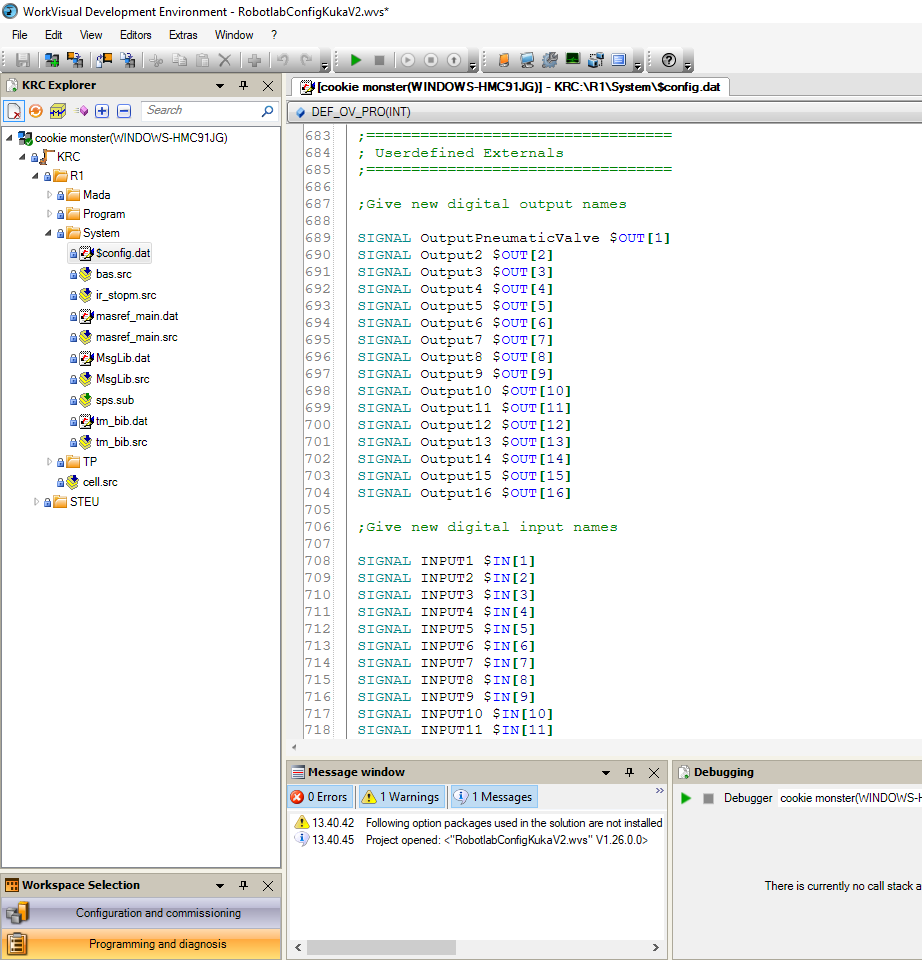 WorkVisual Development Environment - RobotlabConfigKukaV2.wvs*
File Edit View Editors Extras Window ?
KRC Explorer
Search
cookie monster(WINDOWS-HMC91JG)
KRC
R1
Mada
Program
System
$config.dat
bas.src
ir_stopm.src
masref_main.dat
masref_main.src
MsgLib.dat
MsgLib.src
sps.sub
tm_bib.dat
tm_bib.src
TP
cell.src
STEU
Workspace Selection
Configuration and commissioning
Programming and diagnosis
[cookie monster(WINDOWS-HMC91JG)] - KRC:\R1\System\$config.dat
DEF_OV_PRO(INT)
683 ;==================================
684 ; Userdefined Externals
685 ;==================================
686
687 ;Give new digital output names
688
689 SIGNAL OutputPneumaticValve $OUT[1]
690 SIGNAL Output2 $OUT[2]
691 SIGNAL Output3 $OUT[3]
692 SIGNAL Output4 $OUT[4]
693 SIGNAL Output5 $OUT[5]
694 SIGNAL Output6 $OUT[6]
695 SIGNAL Output7 $OUT[7]
696 SIGNAL Output8 $OUT[8]
697 SIGNAL Output9 $OUT[9]
698 SIGNAL Output10 $OUT[10]
699 SIGNAL Output11 $OUT[11]
700 SIGNAL Output12 $OUT[12]
701 SIGNAL Output13 $OUT[13]
702 SIGNAL Output14 $OUT[14]
703 SIGNAL Output15 $OUT[15]
704 SIGNAL Output16 $OUT[16]
705
706 ;Give new digital input names
707
708 SIGNAL INPUT1 $IN[1]
709 SIGNAL INPUT2 $IN[2]
710 SIGNAL INPUT3 $IN[3]
711 SIGNAL INPUT4 $IN[4]
712 SIGNAL INPUT5 $IN[5]
713 SIGNAL INPUT6 $IN[6]
714 SIGNAL INPUT7 $IN[7]
715 SIGNAL INPUT8 $IN[8]
716 SIGNAL INPUT9 $IN[9]
717 SIGNAL INPUT10 $IN[10]
718 SIGNAL INPUT11 $IN[11]
Message window
0 Errors 1 Warnings 1 Messages
13.40.42 Following option packages used in the solution are not installed
13.40.45 Project opened: <"RobotlabConfigKukaV2.wvs" V1.26.0.0>
Debugging
Debugger cookie monster(WINDOWS-H
There is currently no call stack a